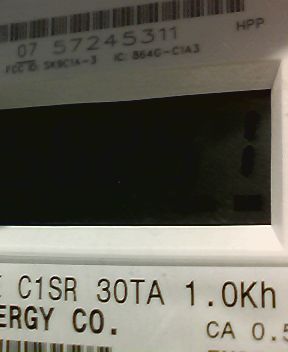 07 57245311 HPP
FCC ID: SK9C1A-3 IC: 864G-C1A3
C1SR 30TA 1.0Kh
ERGY CO.
CA 0.5